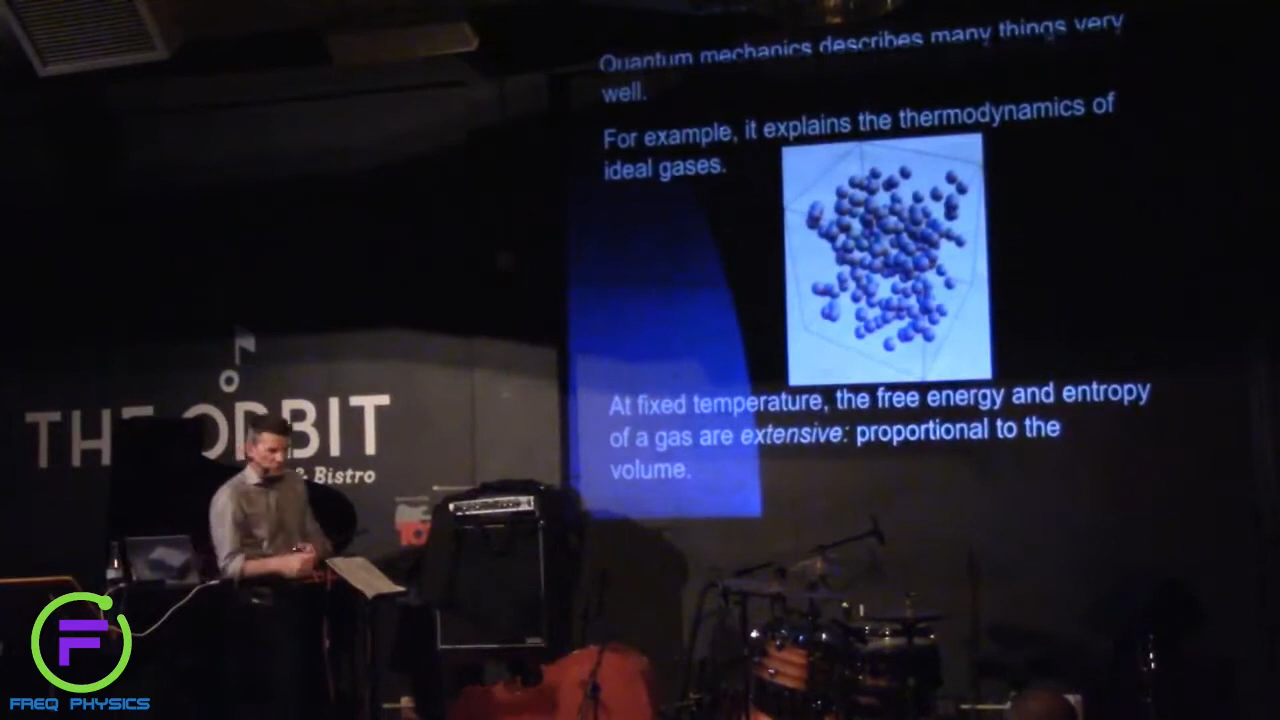 Quantum mechanics describes many things very
well.
For example, it explains the thermodynamics of
ideal gases.
At fixed temperature, the free energy and entropy
of a gas are extensive: proportional to the
volume.
THE ORBIT
& Bistro
FREQ PHYSICS